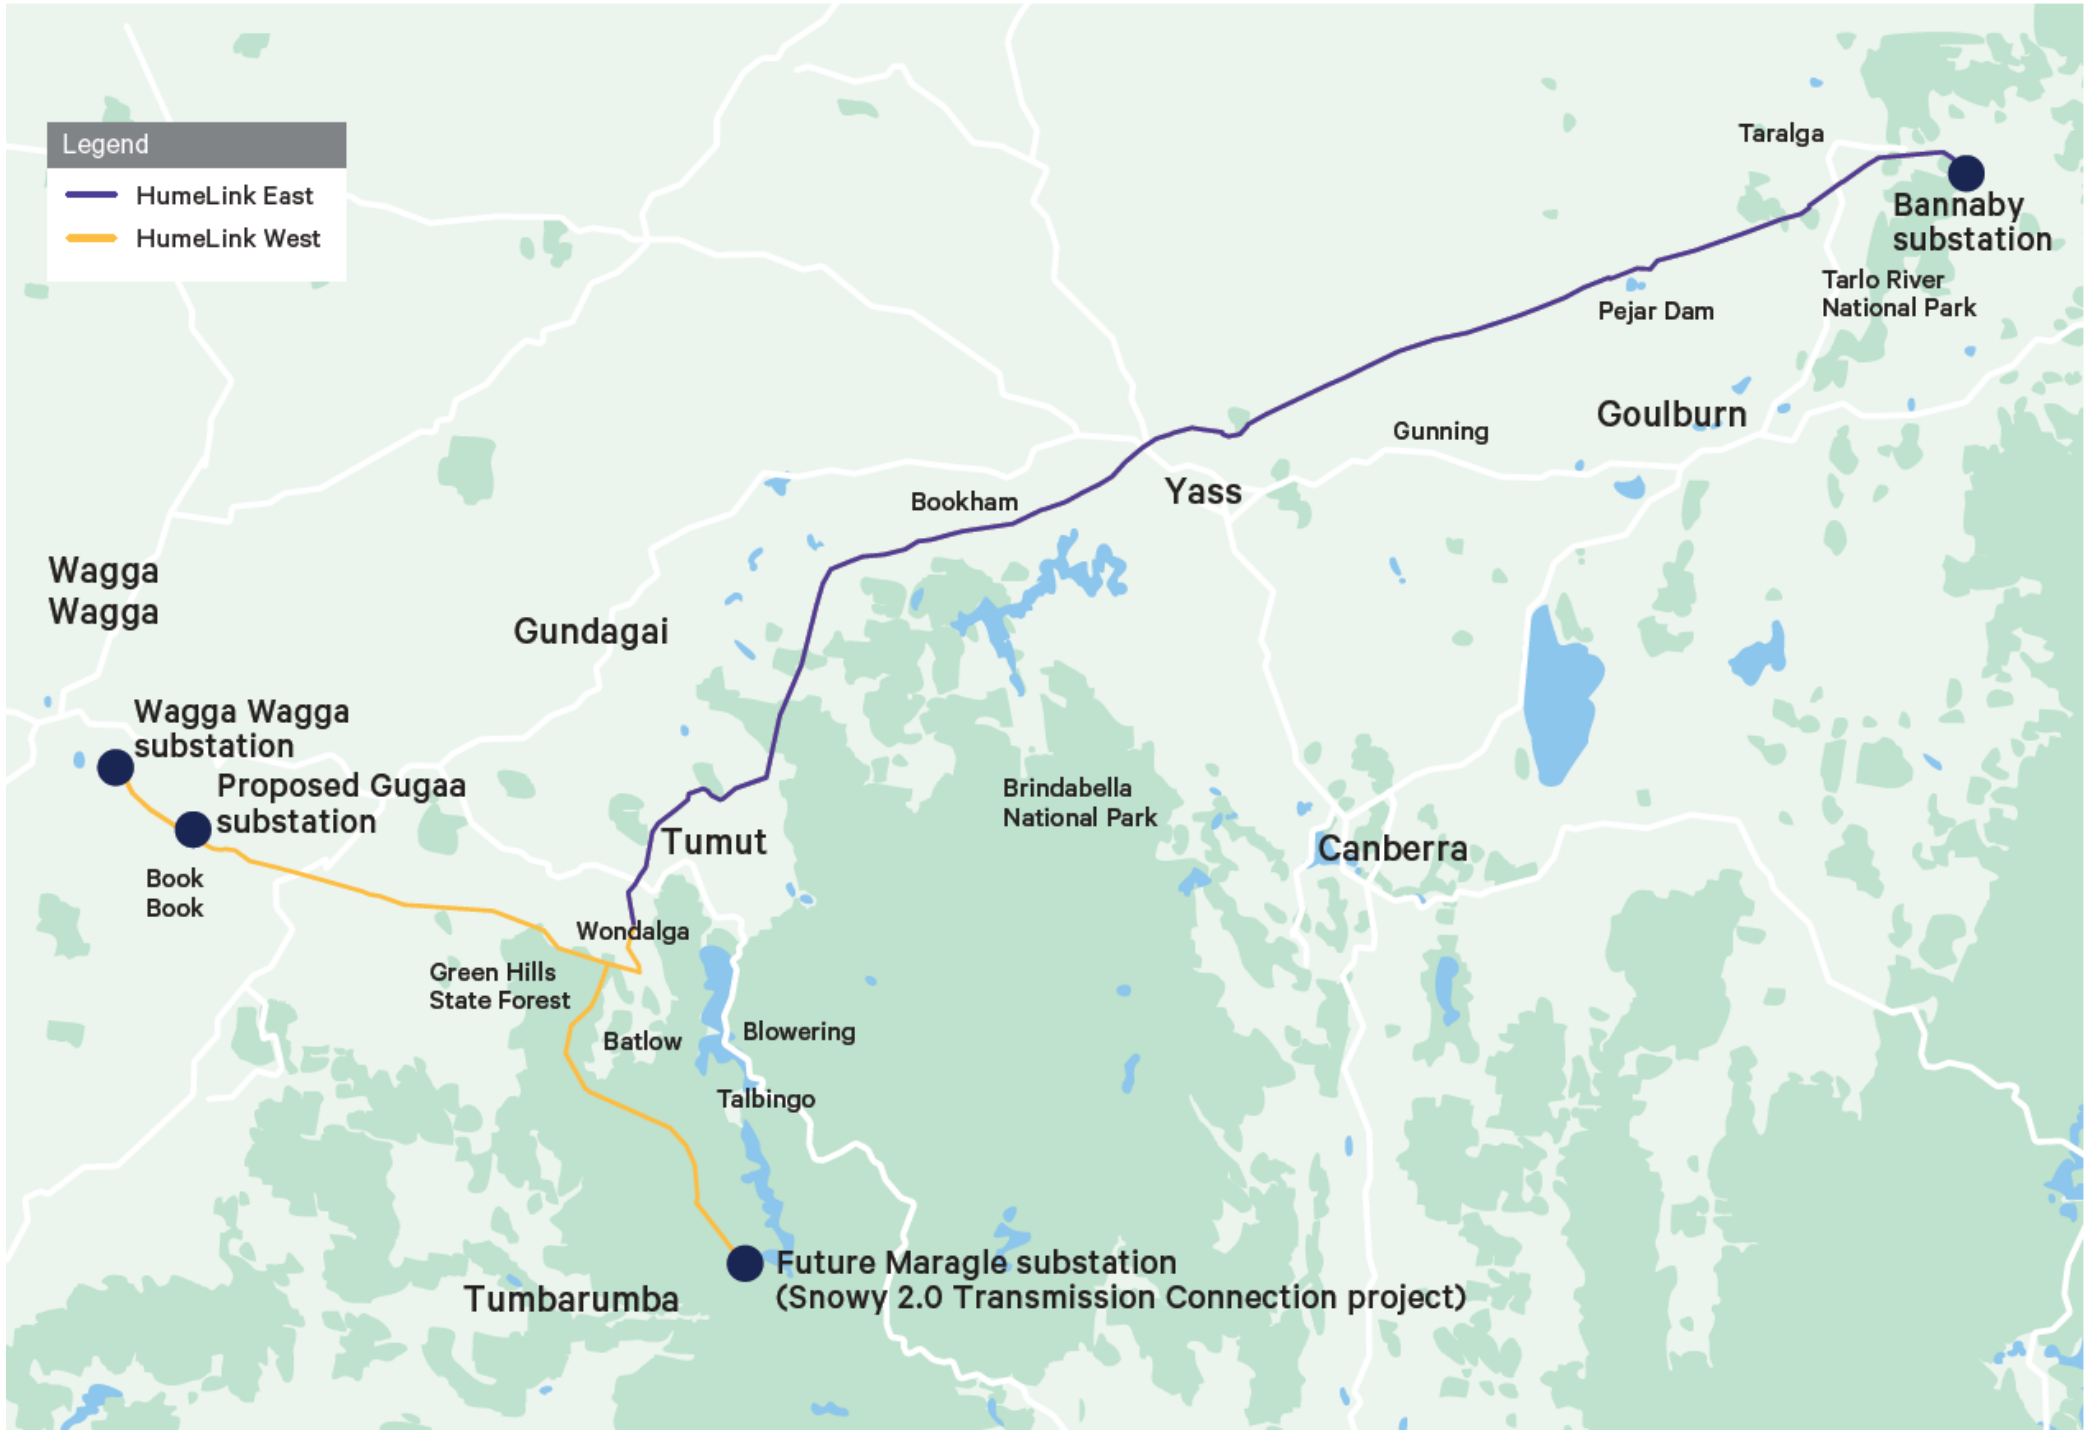 Legend
HumeLink East
HumeLink West
Taralga
Bannaby
substation
Tarlo River
National Park
Pejar Dam
Goulburn
Gunning
Yass
Bookham
Wagga
Wagga
Gundagai
Wagga Wagga
substation
Proposed Gugaa
substation
Book
Book
Tumut
Brindabella
National Park
Canberra
Wondalga
Green Hills
State Forest
Batlow
Blowering
Talbingo
Future Maragle substation
(Snowy 2.0 Transmission Connection project)
Tumbarumba